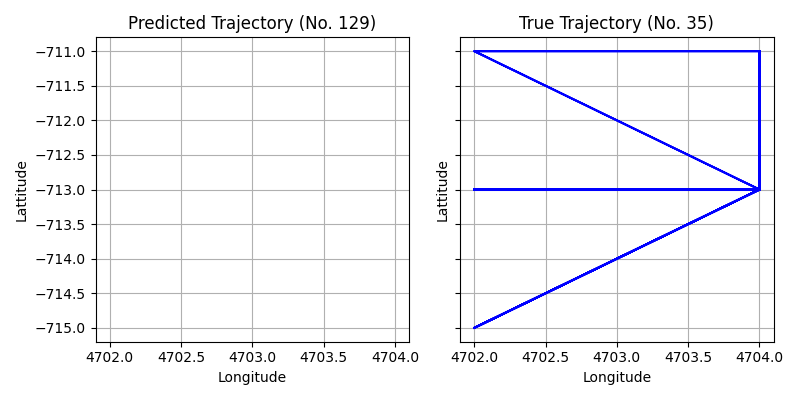 Predicted Trajectory (No. 129)
True Trajectory (No. 35)
−711.0
−711.5
−712.0
−712.5
−713.0
−713.5
−714.0
−714.5
−715.0
Lattitude
Lattitude
4702.0 4702.5 4703.0 4703.5 4704.0
4702.0 4702.5 4703.0 4703.5 4704.0
Longitude
Longitude